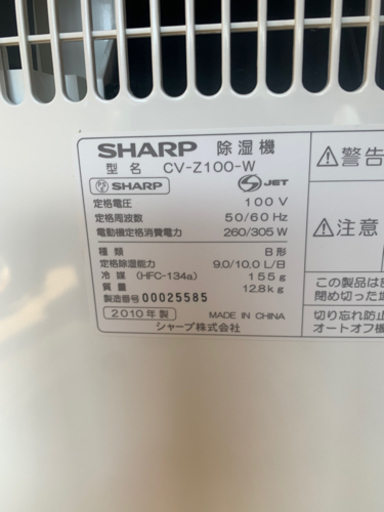 SHARP 除湿機
型名 CV-Z100-W
SHARP S JET
定格電圧 100V
定格周波数 50/60 Hz
電動機定格消費電力 260/305 W
種類 B形
定格除湿能力 9.0/10.0 L/日
冷媒 (HFC-134a) 155g
質量 12.8kg
製造番号 00025585
2010年製 MADE IN CHINA
シャープ株式会社
⚠警告
⚠注意
この製品は
閉め切った
切り忘れ防止
オートオフ機